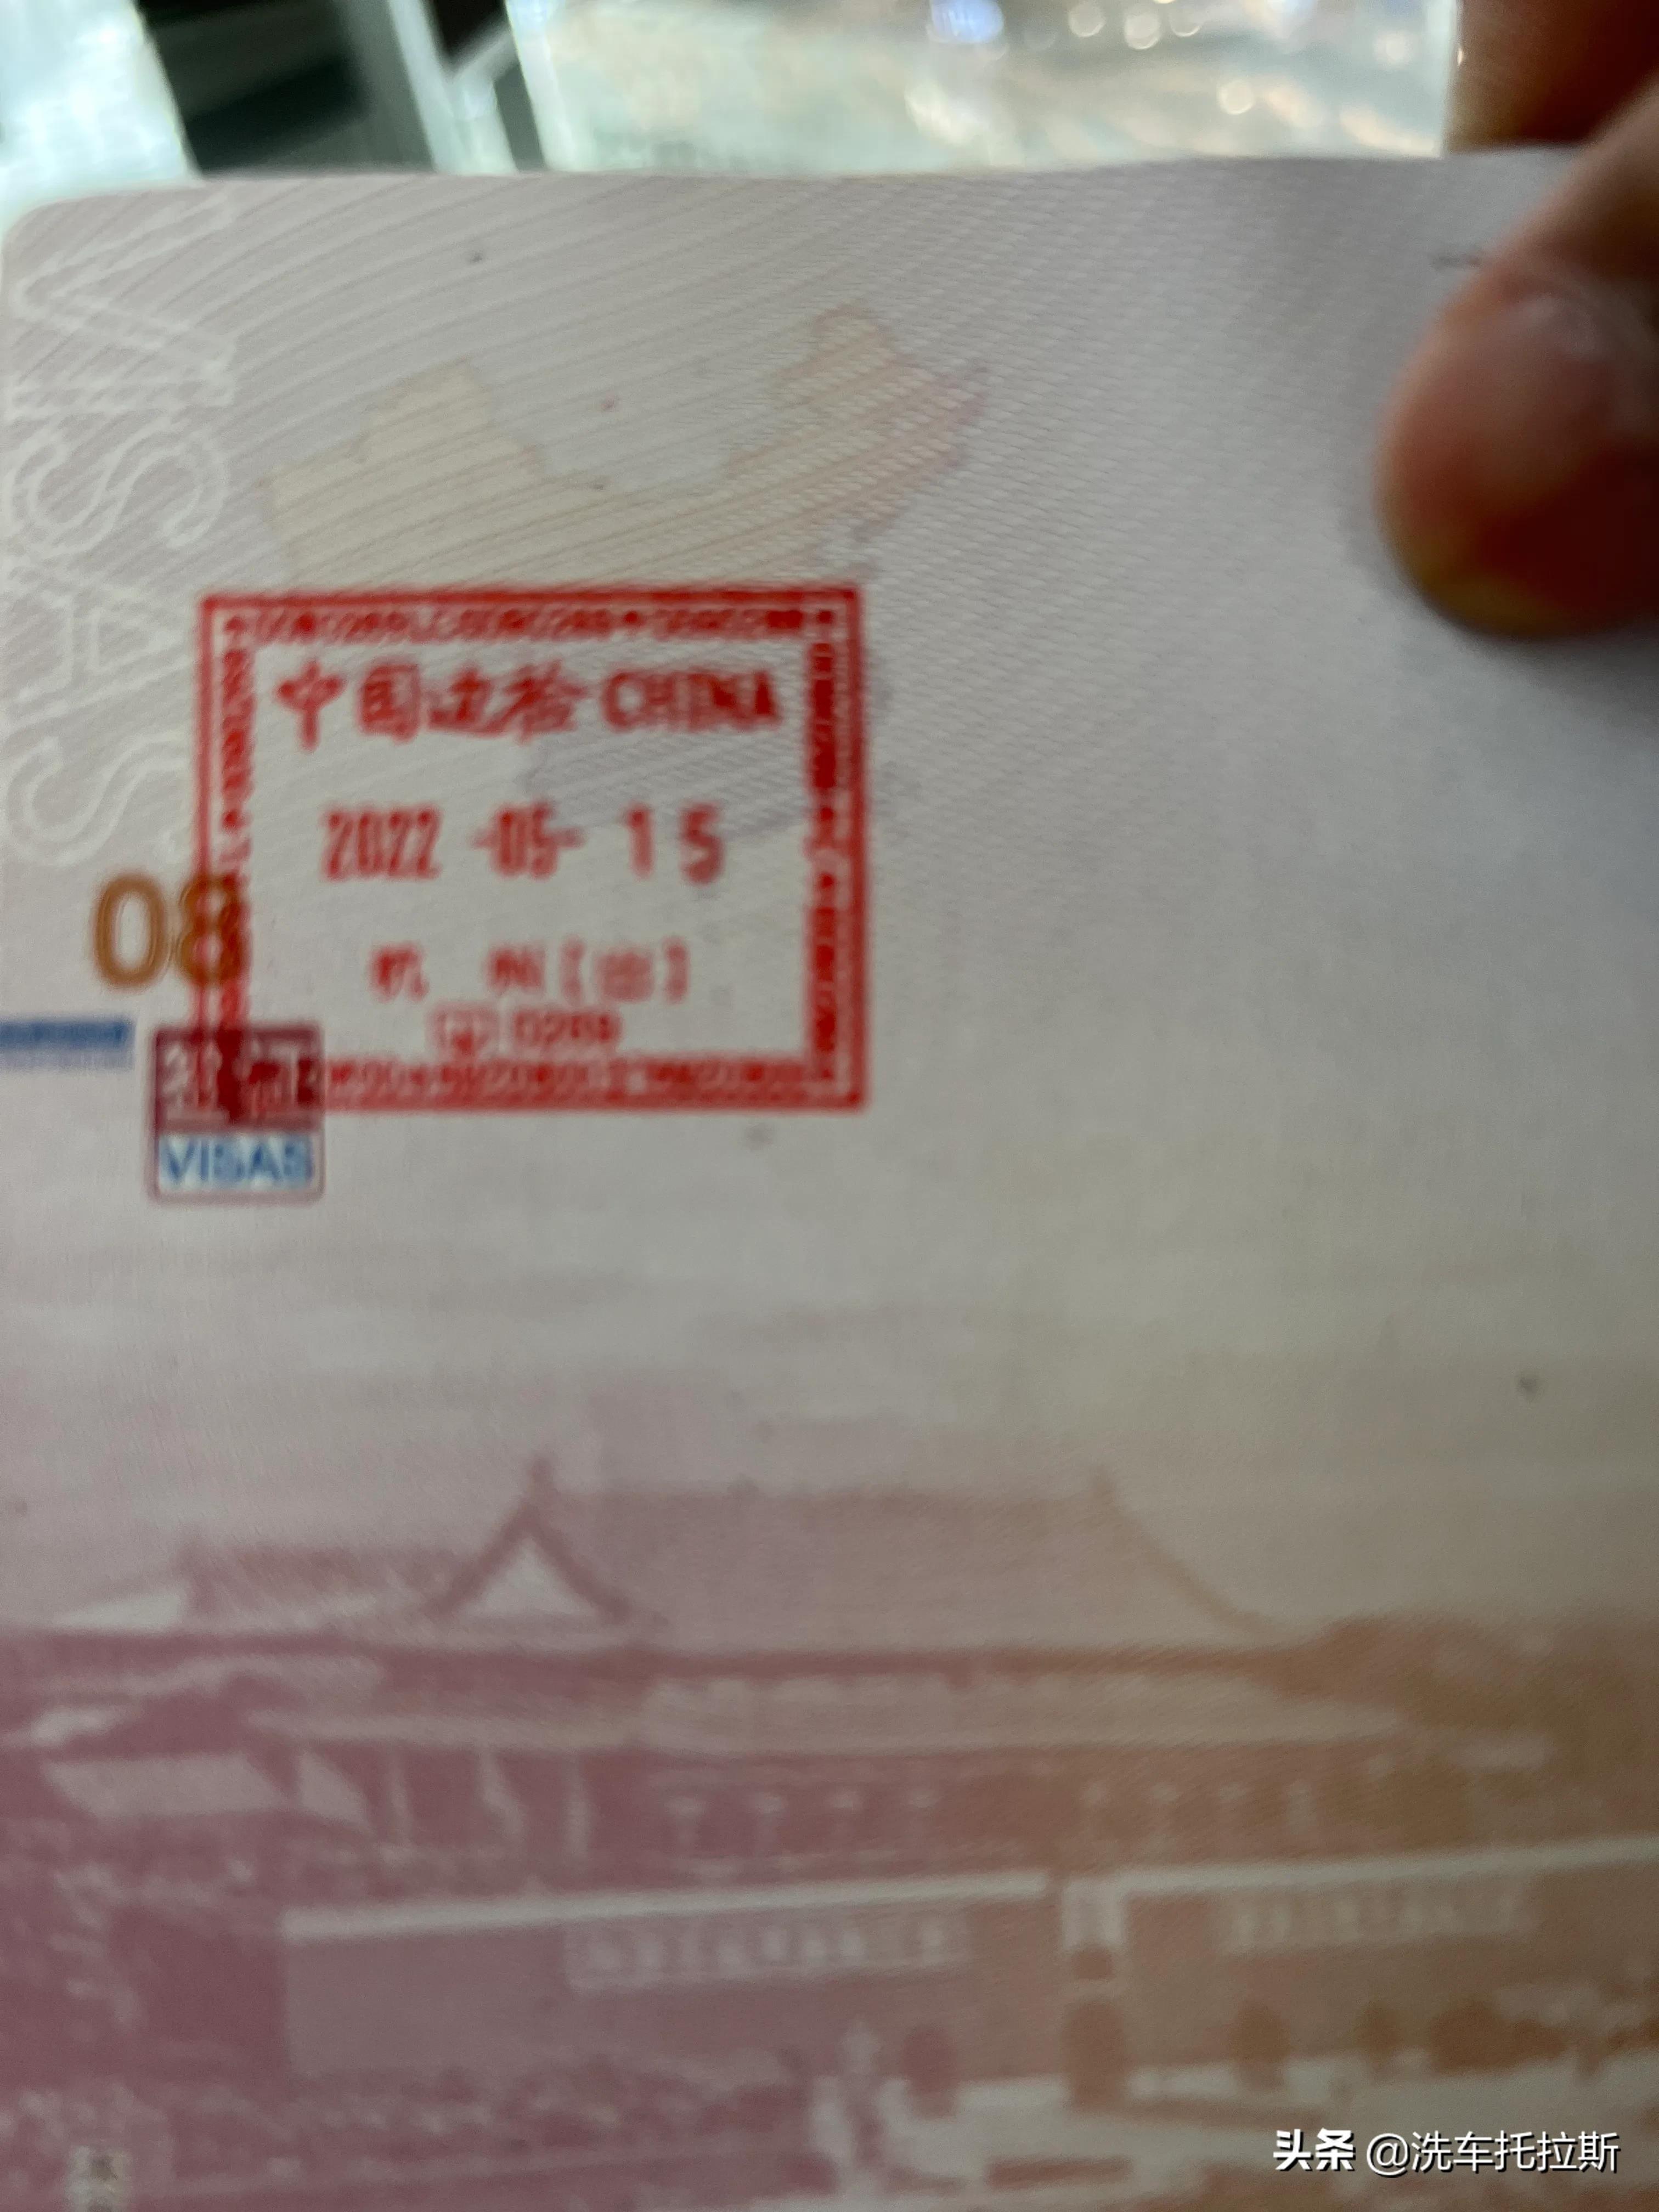 VISAS
中国边检 CHINA
2022 -05- 15
杭 州 [出]
08
签证
VISAS
头条 @洗车托拉斯